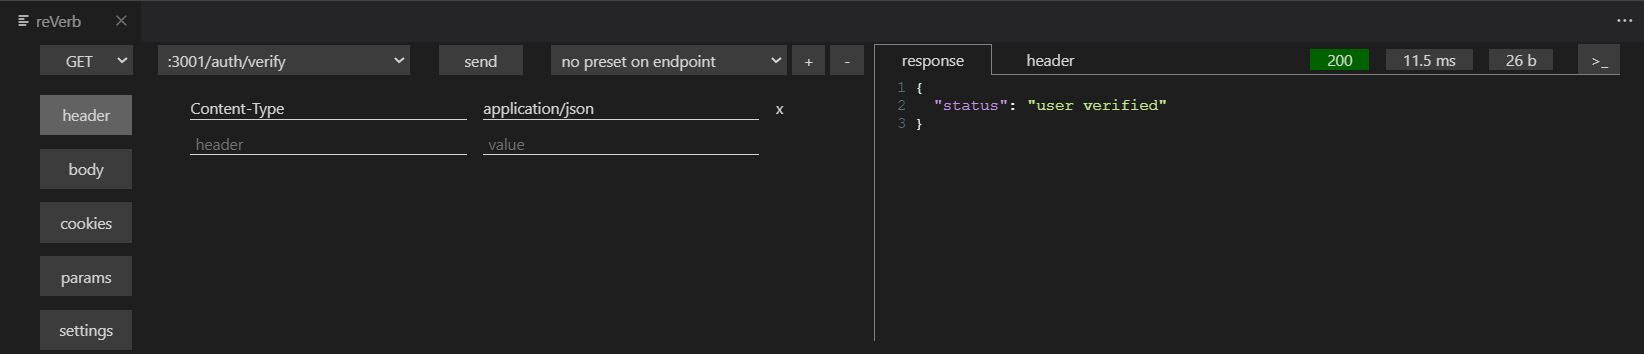 reVerb
GET :3001/auth/verify send no preset on endpoint + -
header
Content-Type application/json x
header value
body
cookies
params
settings
response header 200 11.5 ms 26 b >_
1 {
2 "status": "user verified"
3 }